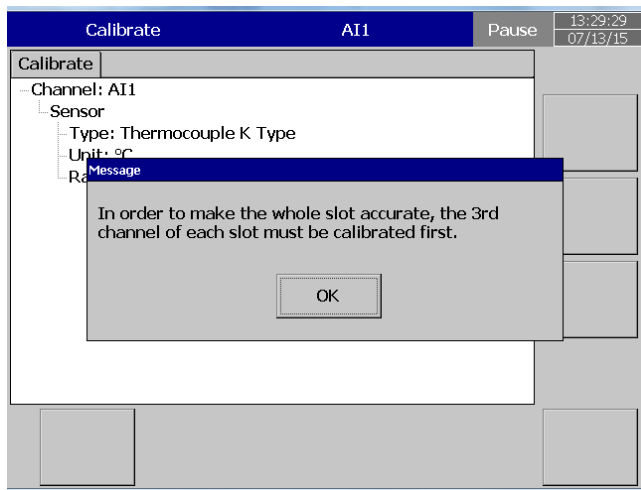 Calibrate AI1 Pause 13:29:29
07/13/15
Calibrate
Channel: AI1
Sensor
Type: Thermocouple K Type
Unit: °C
Message
In order to make the whole slot accurate, the 3rd
channel of each slot must be calibrated first.
OK